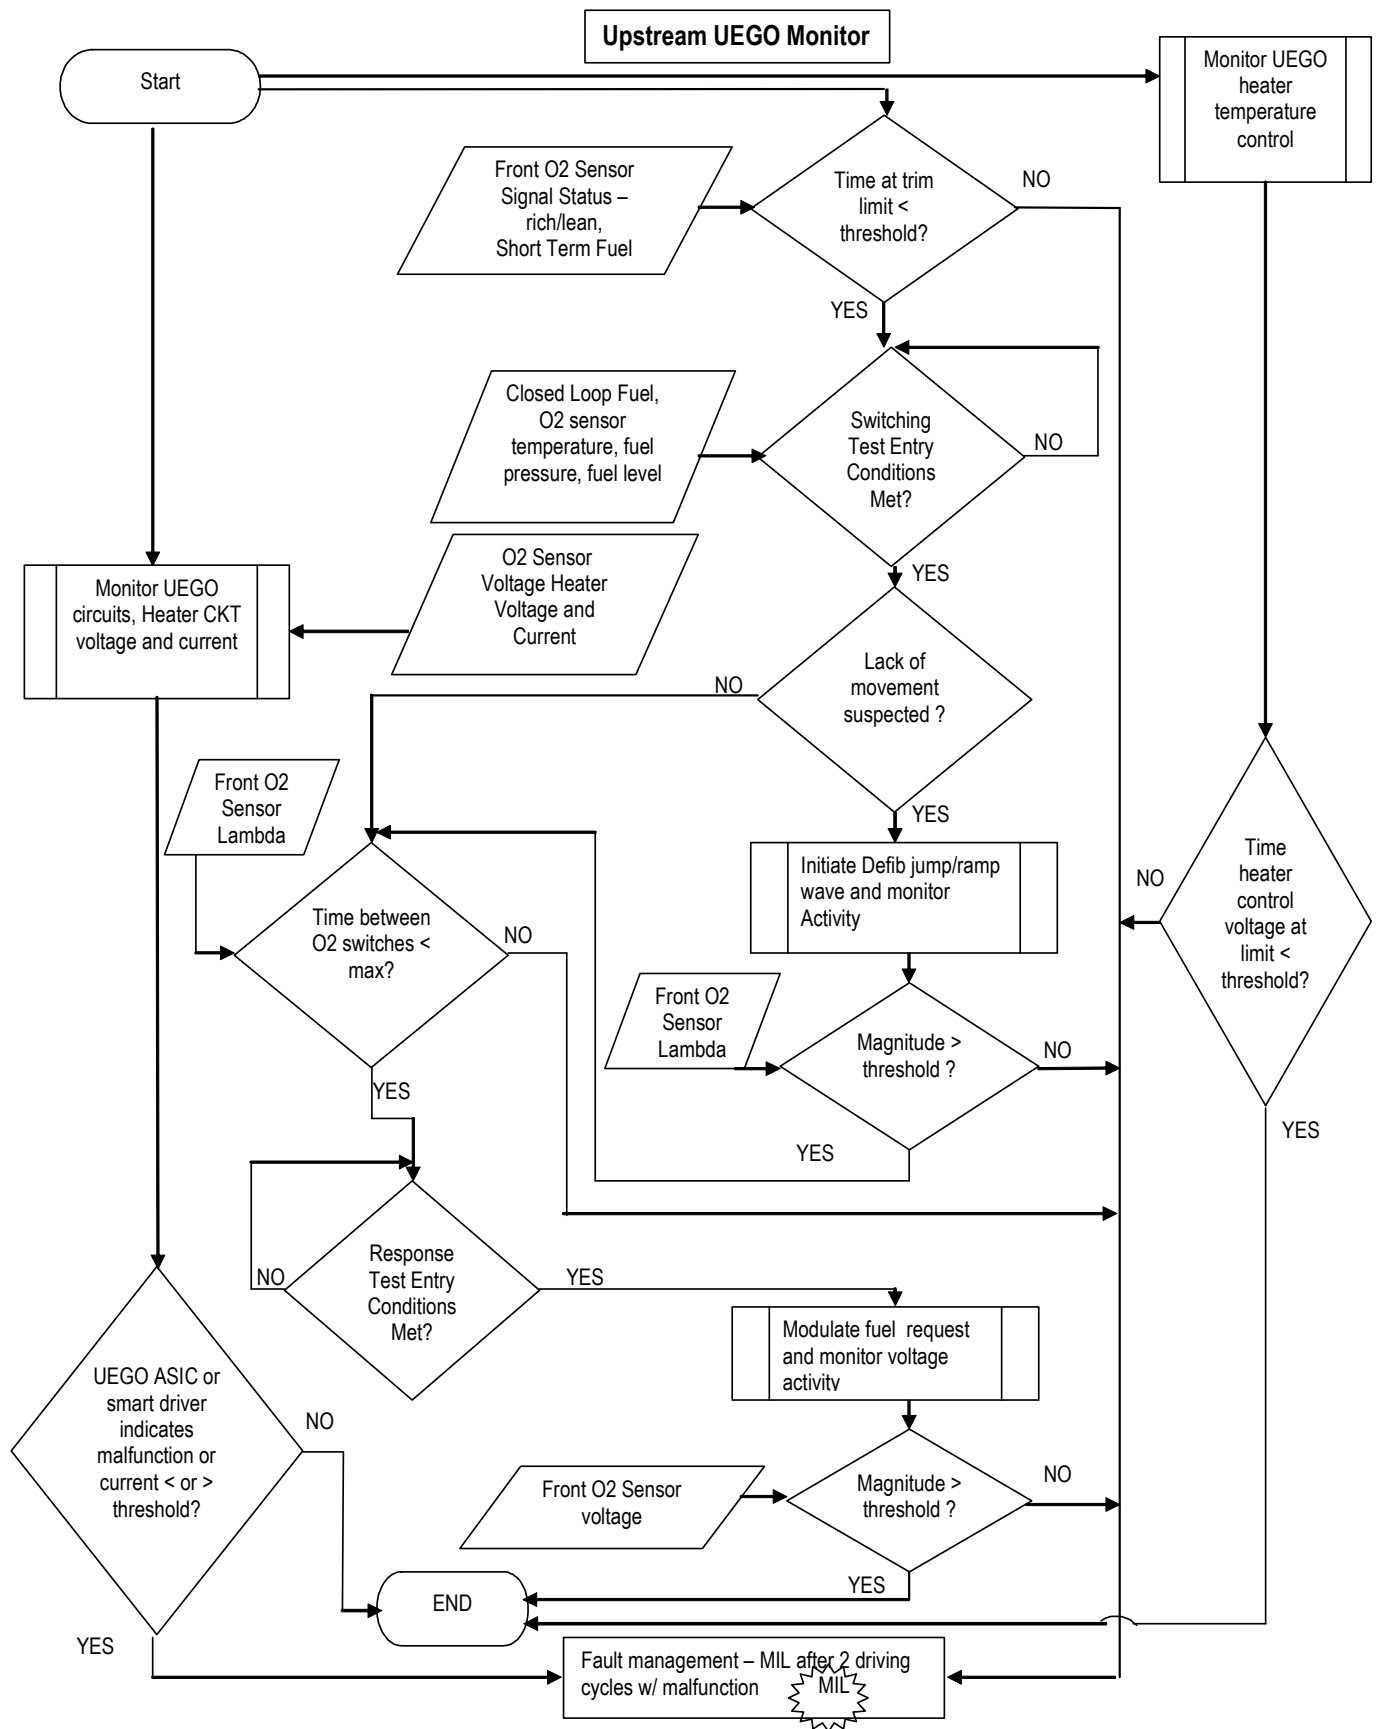 Upstream UEGO Monitor
Start
Monitor UEGO
heater
temperature
control
Front O2 Sensor
Signal Status –
rich/lean,
Short Term Fuel
Time at trim
limit <
threshold?
NO
YES
Closed Loop Fuel,
O2 sensor
temperature, fuel
pressure, fuel level
Switching
Test Entry
Conditions
Met?
NO
YES
O2 Sensor
Voltage Heater
Voltage and
Current
Monitor UEGO
circuits, Heater CKT
voltage and current
Lack of
movement
suspected ?
NO
YES
Front O2
Sensor
Lambda
Time between
O2 switches <
max?
NO
YES
Initiate Defib jump/ramp
wave and monitor
Activity
Front O2
Sensor
Lambda
Magnitude >
threshold ?
NO
YES
Time
heater
control
voltage at
limit <
threshold?
NO
YES
Response
Test Entry
Conditions
Met?
NO
YES
Modulate fuel request
and monitor voltage
activity
UEGO ASIC or
smart driver
indicates
malfunction or
current < or >
threshold?
NO
YES
Front O2 Sensor
voltage
Magnitude >
threshold ?
NO
YES
END
Fault management – MIL after 2 driving
cycles w/ malfunction
MIL